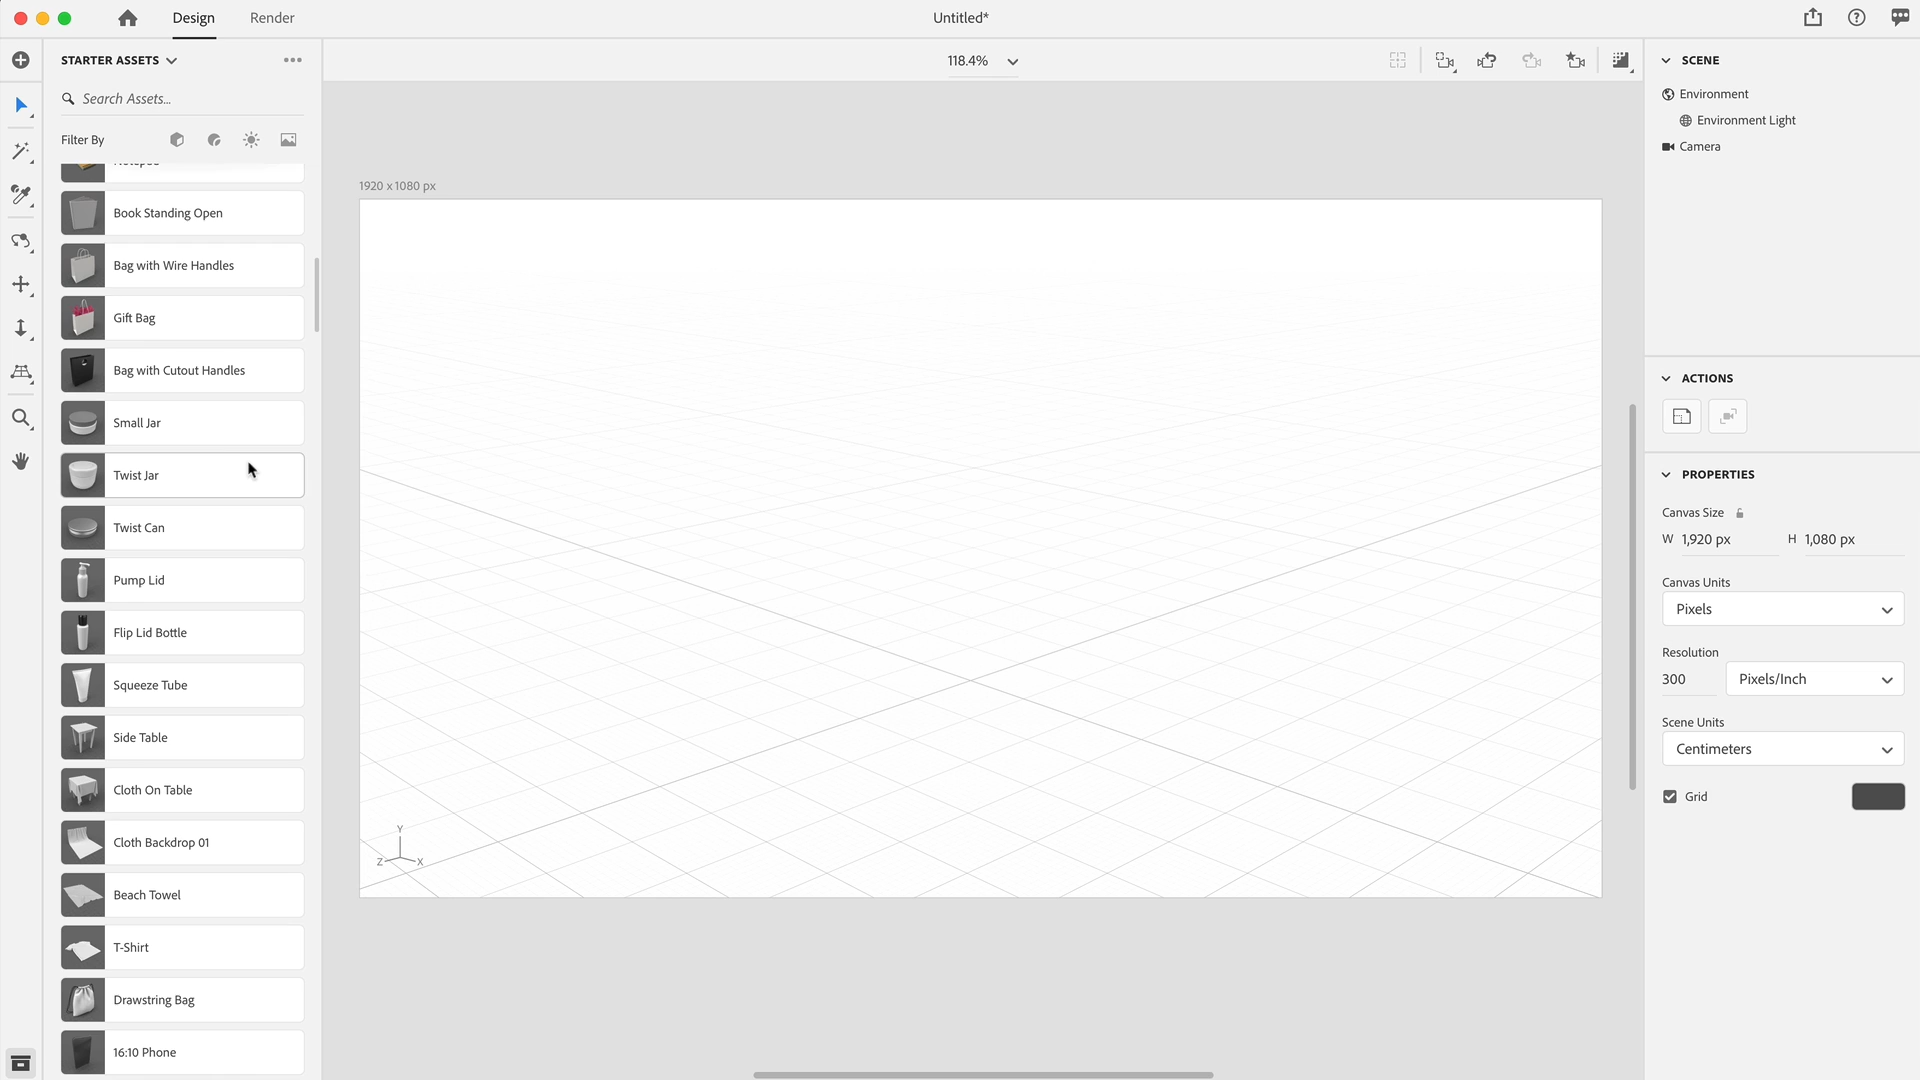 Design
Render
Untitled*
STARTER ASSETS
118.4%
Search Assets...
Filter By
Book Standing Open
Bag with Wire Handles
Gift Bag
Bag with Cutout Handles
Small Jar
Twist Jar
Twist Can
Pump Lid
Flip Lid Bottle
Squeeze Tube
Side Table
Cloth On Table
Cloth Backdrop 01
Beach Towel
T-Shirt
Drawstring Bag
16:10 Phone
1920 x 1080 px
Y
Z
X
SCENE
Environment
Environment Light
Camera
ACTIONS
PROPERTIES
Canvas Size
W 1,920 px H 1,080 px
Canvas Units
Pixels
Resolution
300 Pixels/Inch
Scene Units
Centimeters
Grid